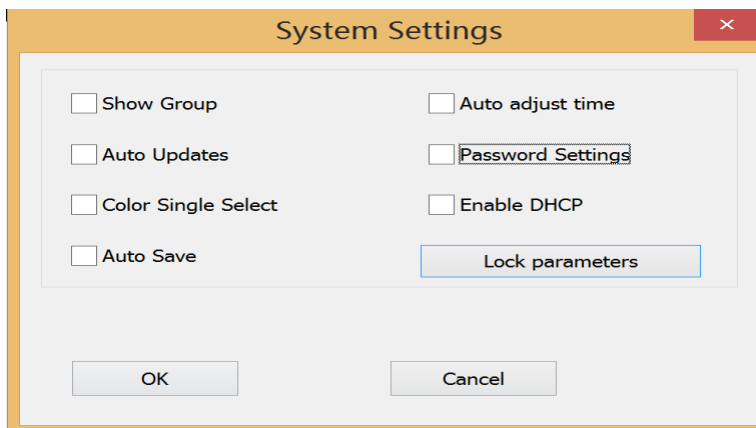 System Settings
Show Group
Auto adjust time
Auto Updates
Password Settings
Color Single Select
Enable DHCP
Auto Save
Lock parameters
OK
Cancel